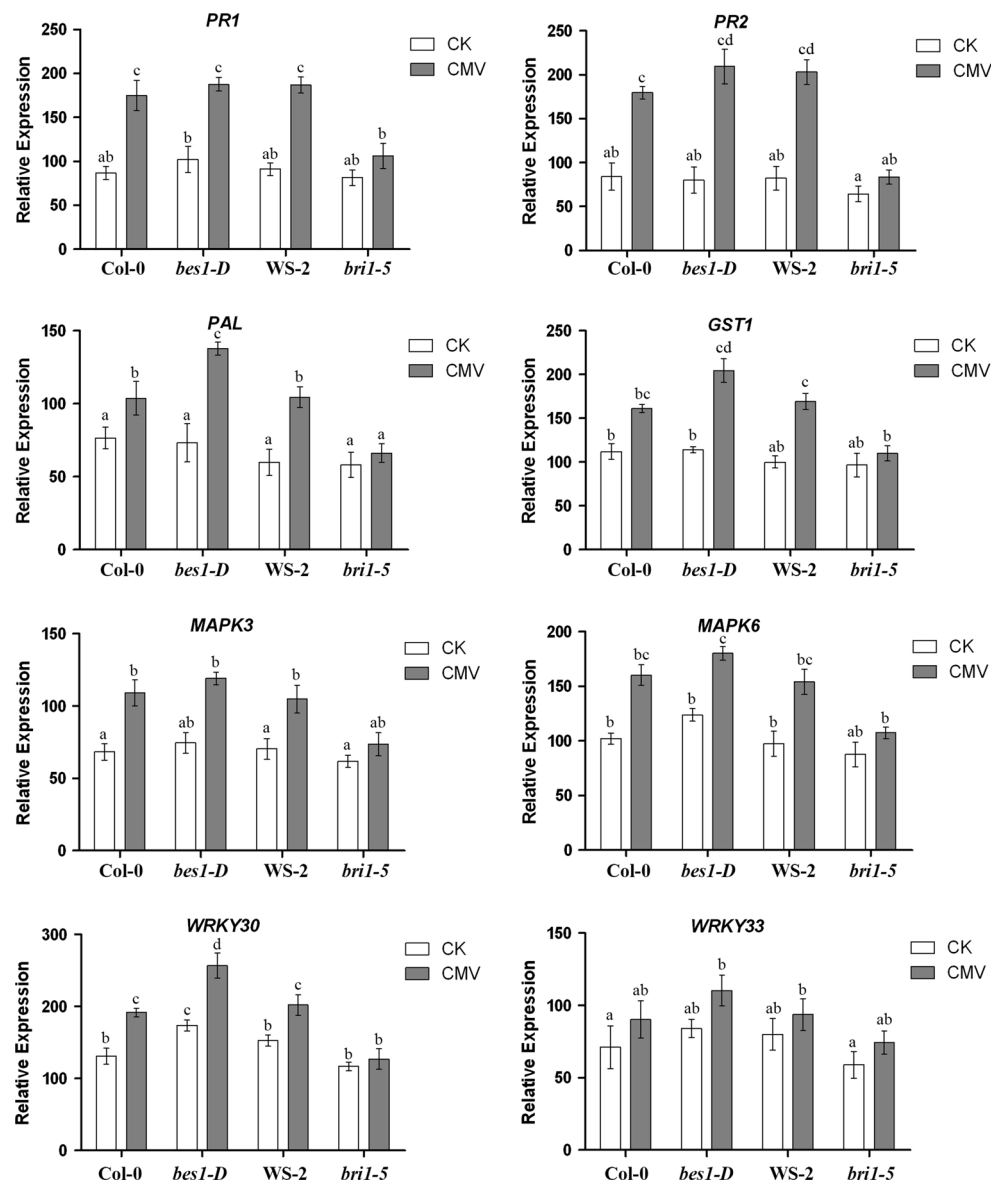 PR1
250
200
150
100
50
0
Relative Expression
CK
CMV
ab c b c ab c ab b
Col-0 bes1-D WS-2 bri1-5
PR2
250
200
150
100
50
0
Relative Expression
CK
CMV
ab c ab cd ab cd a ab
Col-0 bes1-D WS-2 bri1-5
PAL
150
100
50
0
Relative Expression
CK
CMV
a b a c a b a a
Col-0 bes1-D WS-2 bri1-5
GST1
250
200
150
100
50
0
Relative Expression
CK
CMV
b bc b cd ab c ab b
Col-0 bes1-D WS-2 bri1-5
MAPK3
150
100
50
0
Relative Expression
CK
CMV
a b ab b a b a ab
Col-0 bes1-D WS-2 bri1-5
MAPK6
200
150
100
50
0
Relative Expression
CK
CMV
b bc b c b bc ab b
Col-0 bes1-D WS-2 bri1-5
WRKY30
300
200
100
0
Relative Expression
CK
CMV
b c c d b c b b
Col-0 bes1-D WS-2 bri1-5
WRKY33
150
100
50
0
Relative Expression
CK
CMV
a ab ab b ab b a ab
Col-0 bes1-D WS-2 bri1-5